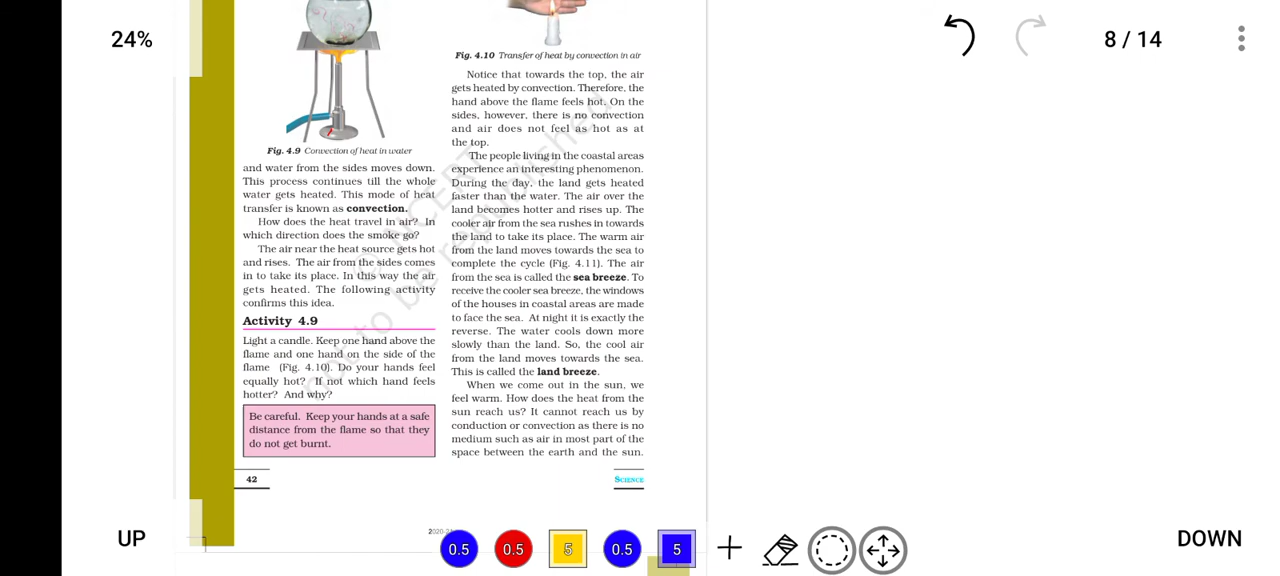 24%
8 / 14
Fig. 4.9 Convection of heat in water
and water from the sides moves down.
This process continues till the whole
water gets heated. This mode of heat
transfer is known as convection.
How does the heat travel in air? In
which direction does the smoke go?
The air near the heat source gets hot
and rises. The air from the sides comes
in to take its place. In this way the air
gets heated. The following activity
confirms this idea.
Activity 4.9
Light a candle. Keep one hand above the
flame and one hand on the side of the
flame (Fig. 4.10). Do your hands feel
equally hot? If not which hand feels
hotter? And why?
Be careful. Keep your hands at a safe
distance from the flame so that they
do not get burnt.
42
Fig. 4.10 Transfer of heat by convection in air
Notice that towards the top, the air
gets heated by convection. Therefore, the
hand above the flame feels hot. On the
sides, however, there is no convection
and air does not feel as hot as at
the top.
The people living in the coastal areas
experience an interesting phenomenon.
During the day, the land gets heated
faster than the water. The air over the
land becomes hotter and rises up. The
cooler air from the sea rushes in towards
the land to take its place. The warm air
from the land moves towards the sea to
complete the cycle (Fig. 4.11). The air
from the sea is called the sea breeze. To
receive the cooler sea breeze, the windows
of the houses in coastal areas are made
to face the sea. At night it is exactly the
reverse. The water cools down more
slowly than the land. So, the cool air
from the land moves towards the sea.
This is called the land breeze.
When we come out in the sun, we
feel warm. How does the heat from the
sun reach us? It cannot reach us by
conduction or convection as there is no
medium such as air in most part of the
space between the earth and the sun.
SCIENCE
© NCERT
not to be republished
UP
0.5
0.5
5
0.5
5
DOWN